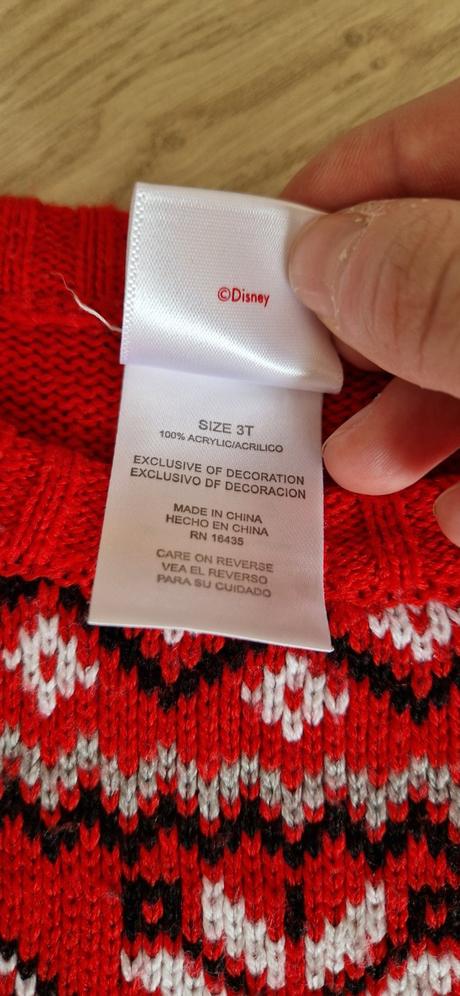 ©Disney
SIZE 3T
100% ACRYLIC/ACRILICO
EXCLUSIVE OF DECORATION
EXCLUSIVO DF DECORACION
MADE IN CHINA
HECHO EN CHINA
RN 16435
CARE ON REVERSE
VEA EL REVERSO
PARA SU CUIDADO